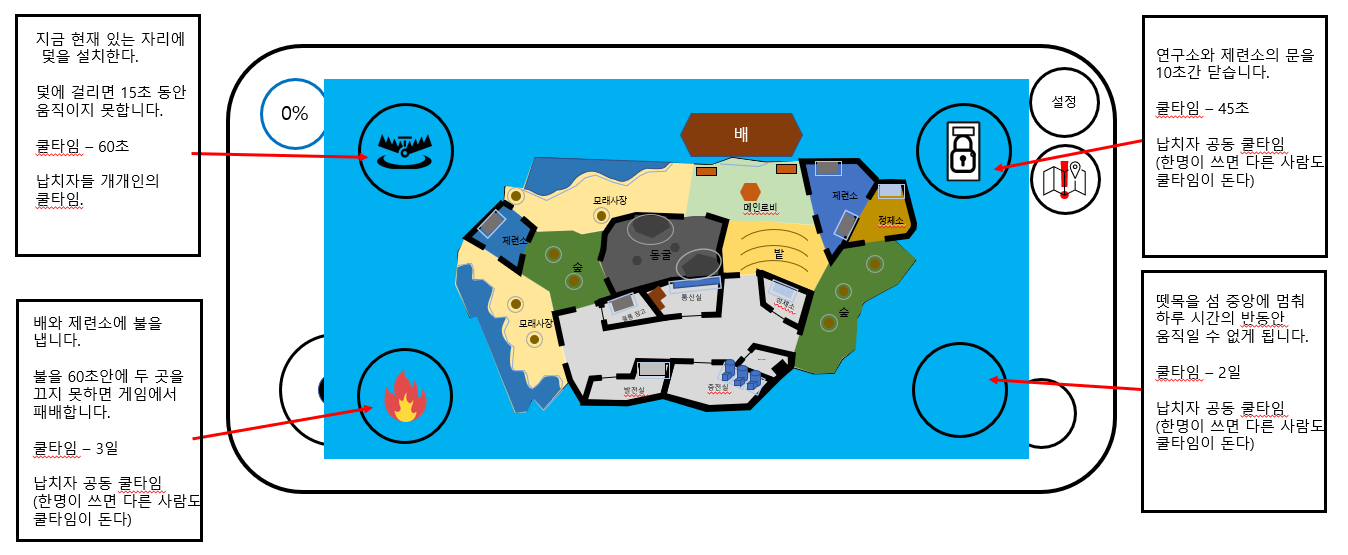 지금 현재 있는 자리에
덫을 설치한다.
덫에 걸리면 15초 동안
움직이지 못합니다.
쿨타임 – 60초
납치자들 개개인의
쿨타임.
배와 제련소에 불을
냅니다.
불을 60초안에 두 곳을
끄지 못하면 게임에서
패배합니다.
쿨타임 – 3일
납치자 공동 쿨타임
(한명이 쓰면 다른 사람도
쿨타임이 돈다)
0%
배
모래사장
메인로비
제련소
정제소
제련소
숲
동굴
밭
모래사장
통신실
숲
발전실
설정
연구소와 제련소의 문을
10초간 닫습니다.
쿨타임 – 45초
납치자 공동 쿨타임
(한명이 쓰면 다른 사람도
쿨타임이 돈다)
뗏목을 섬 중앙에 멈춰
하루 시간의 반동안
움직일 수 없게 됩니다.
쿨타임 – 2일
납치자 공동 쿨타임
(한명이 쓰면 다른 사람도
쿨타임이 돈다)